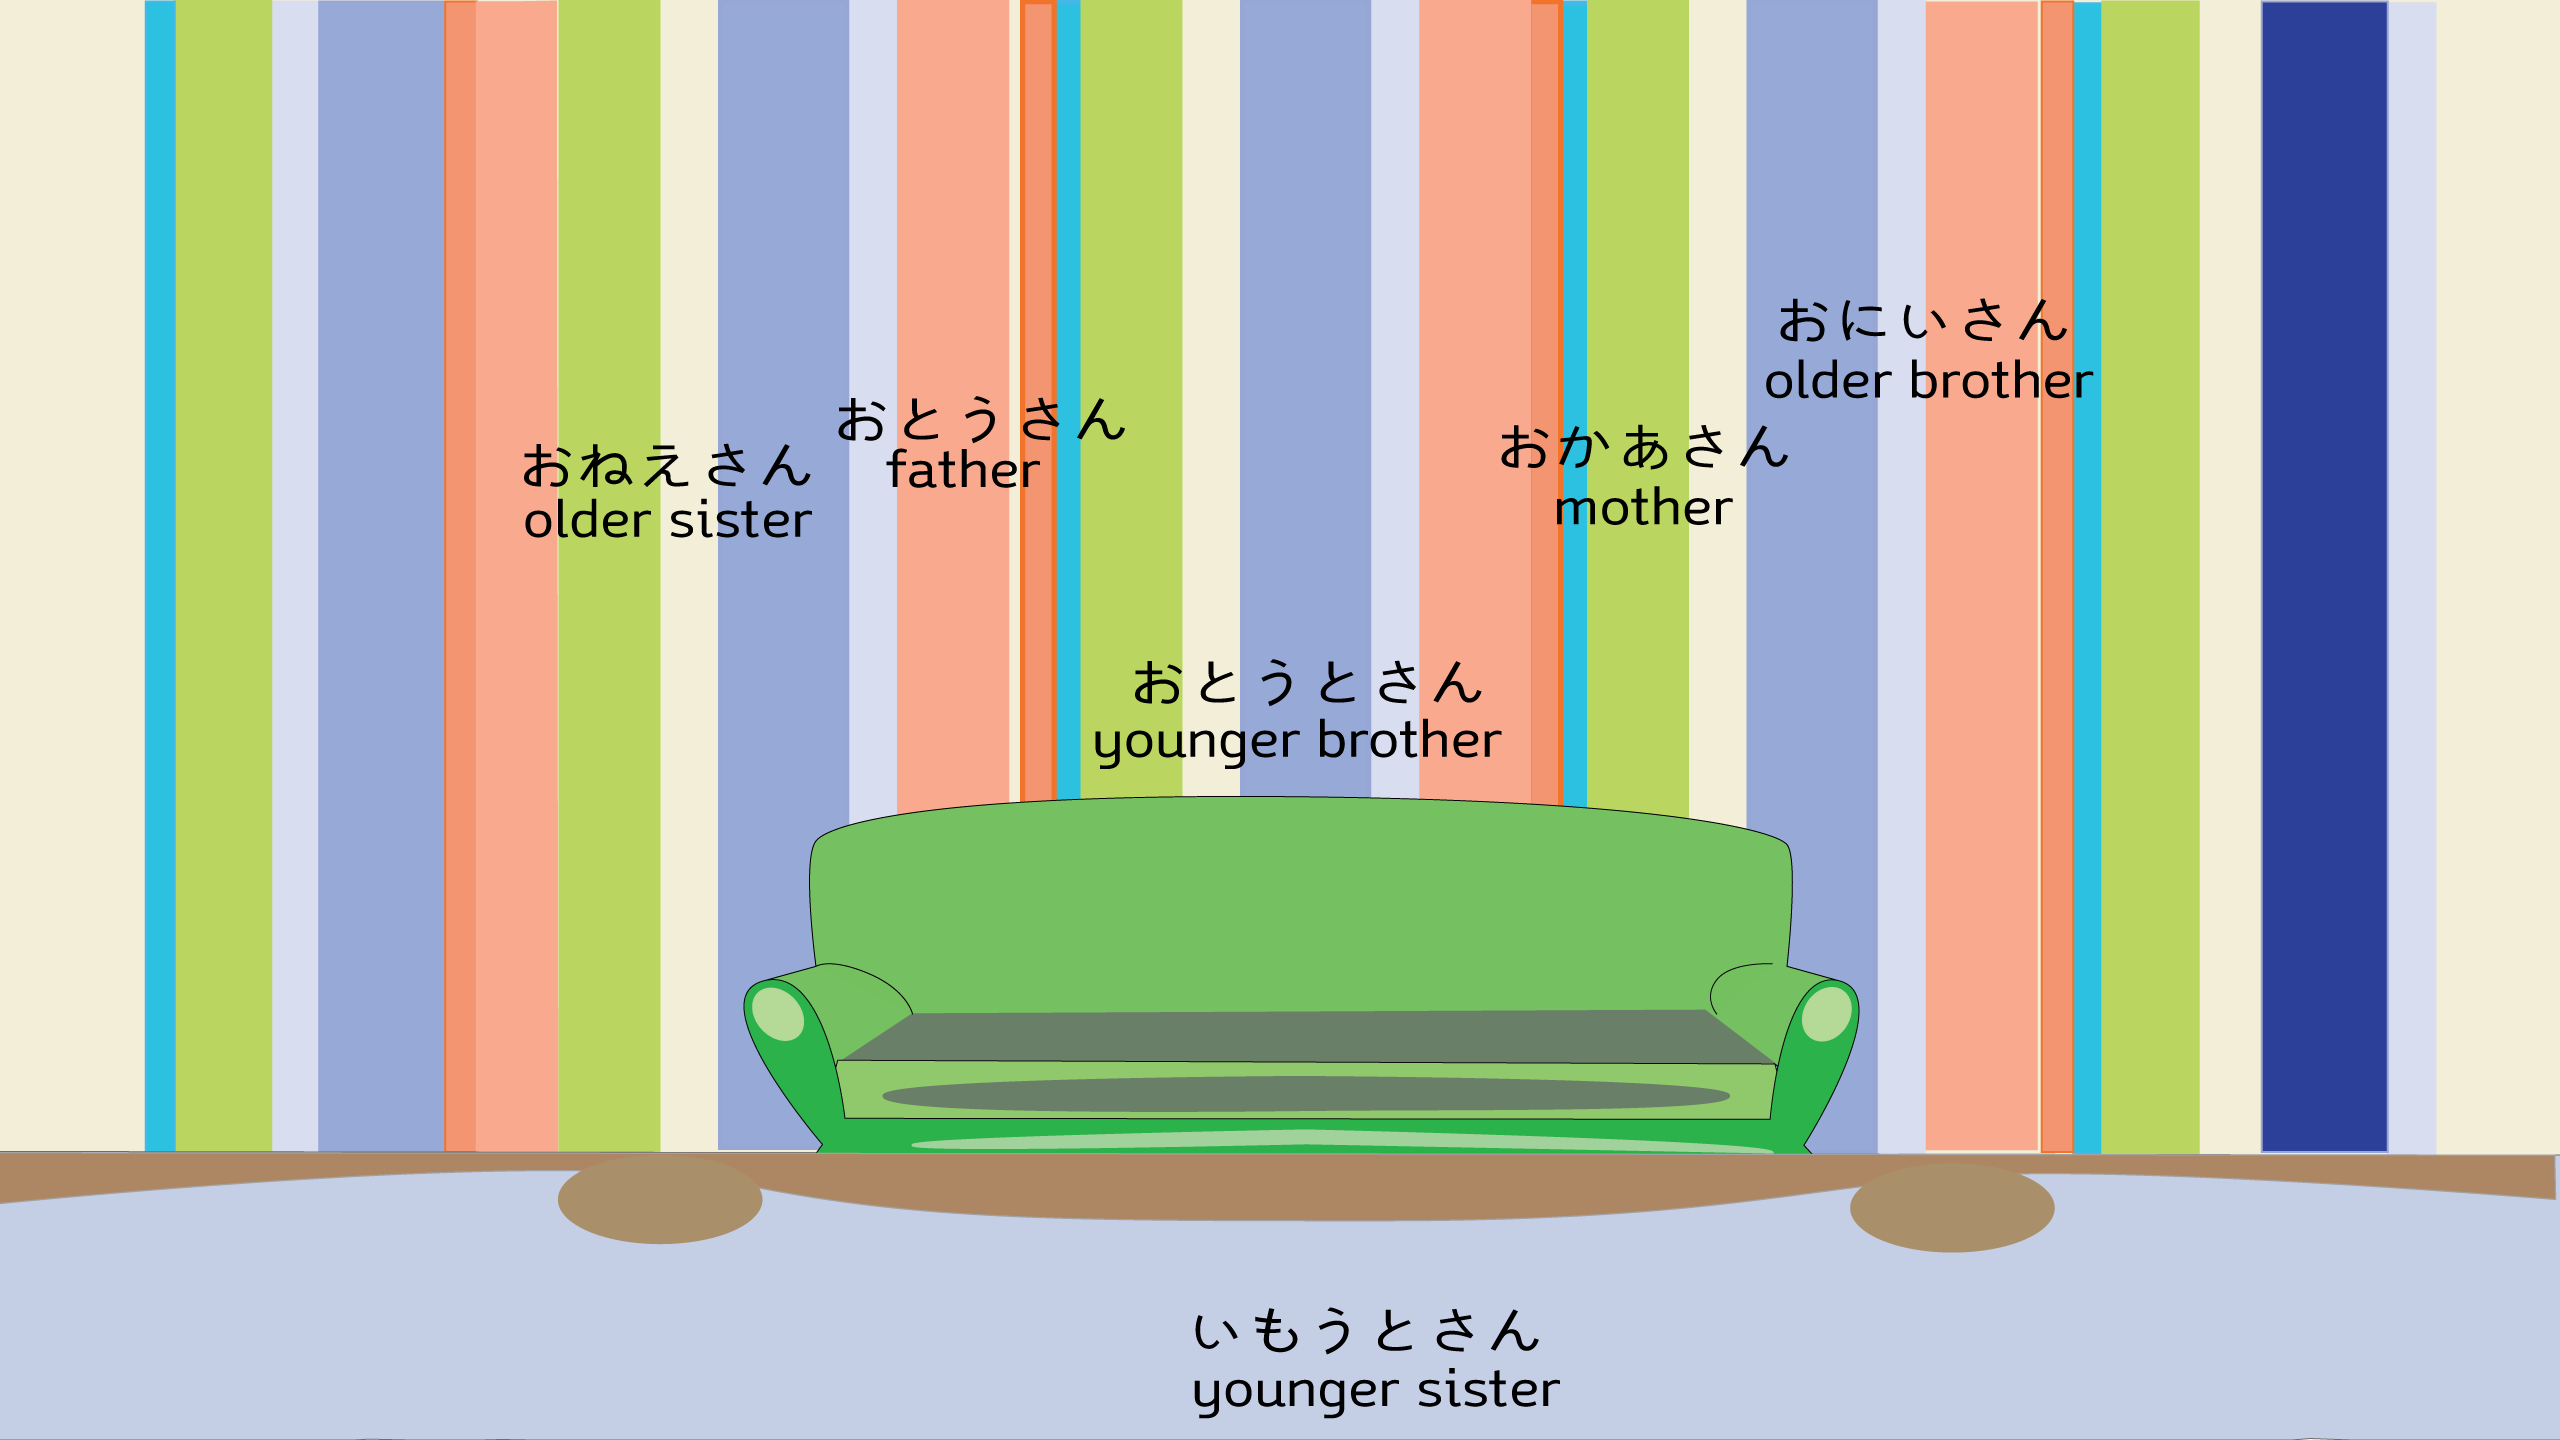 おにぃさん
older brother
おとうさん
father
おかあさん
mother
おねえさん
older sister
おとうとさん
younger brother
いもうとさん
younger sister